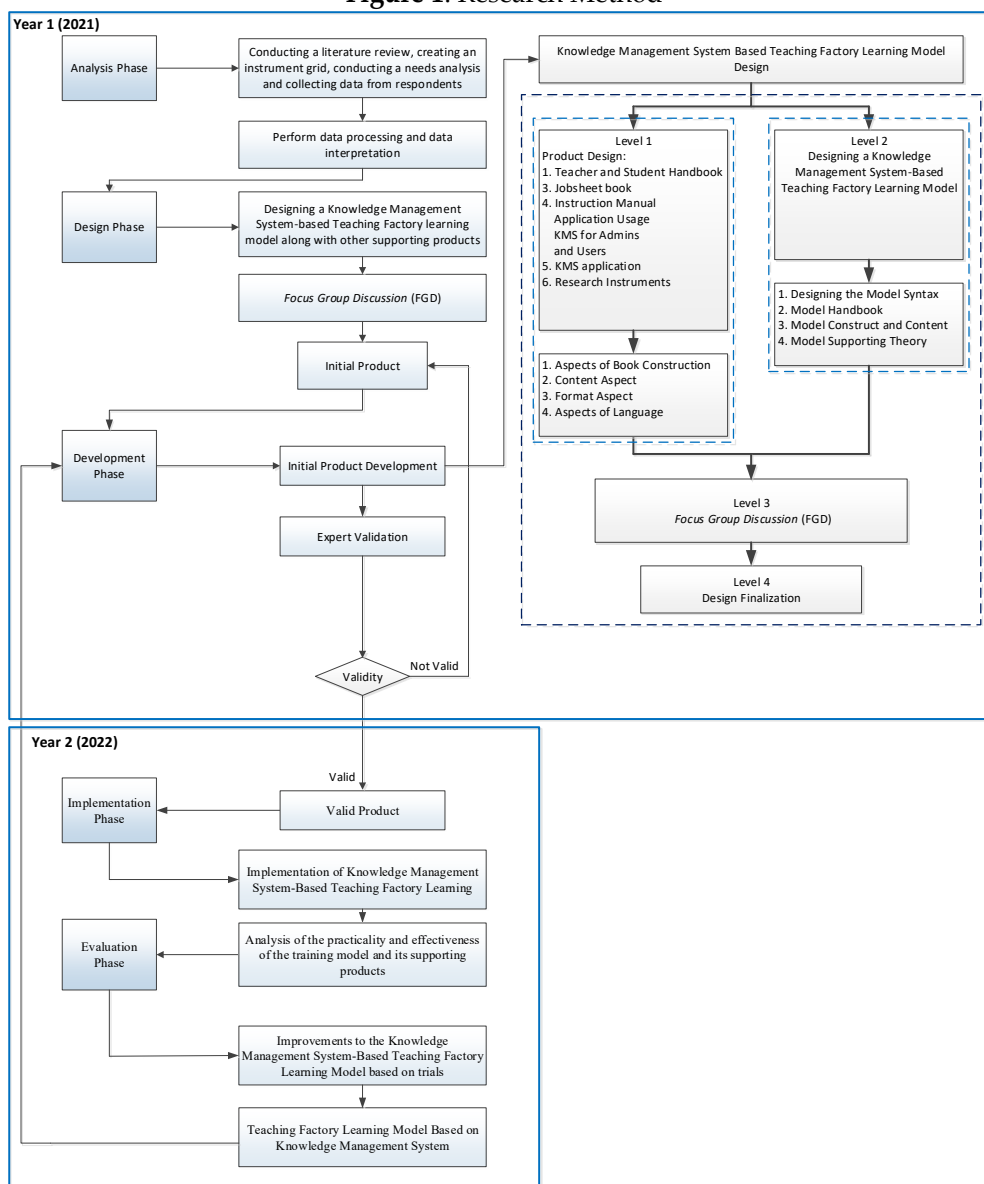 Figure 1. Research Method
Year 1 (2021)
Analysis Phase
Conducting a literature review, creating an
instrument grid, conducting a needs analysis
and collecting data from respondents
Perform data processing and data
interpretation
Design Phase
Designing a Knowledge Management
System-based Teaching Factory learning
model along with other supporting products
Focus Group Discussion (FGD)
Initial Product
Development
Phase
Initial Product Development
Expert Validation
Validity
Not Valid
Knowledge Management System Based Teaching Factory Learning Model
Design
Level 1
Product Design:
1. Teacher and Student Handbook
3. Jobsheet book
4. Instruction Manual
Application Usage
KMS for Admins
and Users
5. KMS application
6. Research Instruments
1. Aspects of Book Construction
2. Content Aspect
3. Format Aspect
4. Aspects of Language
Level 2
Designing a Knowledge
Management System-Based
Teaching Factory Learning Model
1. Designing the Model Syntax
2. Model Handbook
3. Model Construct and Content
4. Model Supporting Theory
Level 3
Focus Group Discussion (FGD)
Level 4
Design Finalization
Year 2 (2022)
Valid
Implementation
Phase
Valid Product
Implementation of Knowledge Management
System-Based Teaching Factory Learning
Evaluation
Phase
Analysis of the practicality and effectiveness
of the training model and its supporting
products
Improvements to the Knowledge
Management System-Based Teaching Factory
Learning Model based on trials
Teaching Factory Learning Model Based on
Knowledge Management System